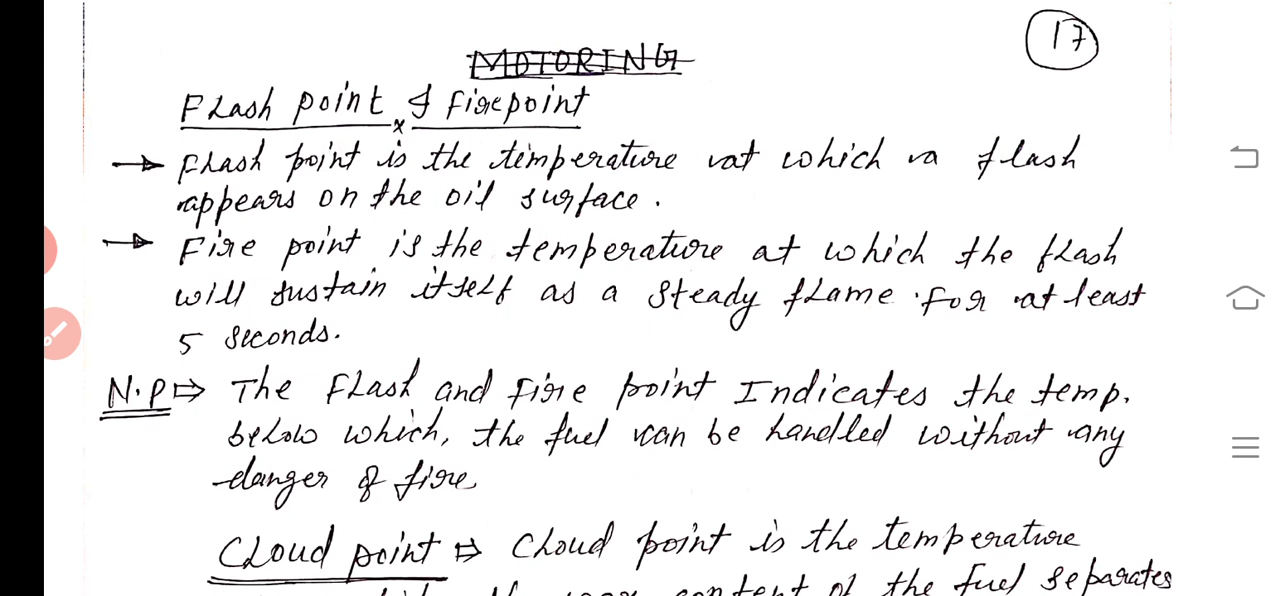 17
MOTORING
Flash point & firepoint
→ Flash point is the temperature at which a flash
appears on the oil surface.
→ Fire point is the temperature at which the flash
will sustain itself as a steady flame for at least
5 seconds.
N.P ⇒ The Flash and fire point Indicates the temp.
below which, the fuel can be handled without any
danger of fire
Cloud point ⇒ Cloud point is the temperature
content of the fuel separates